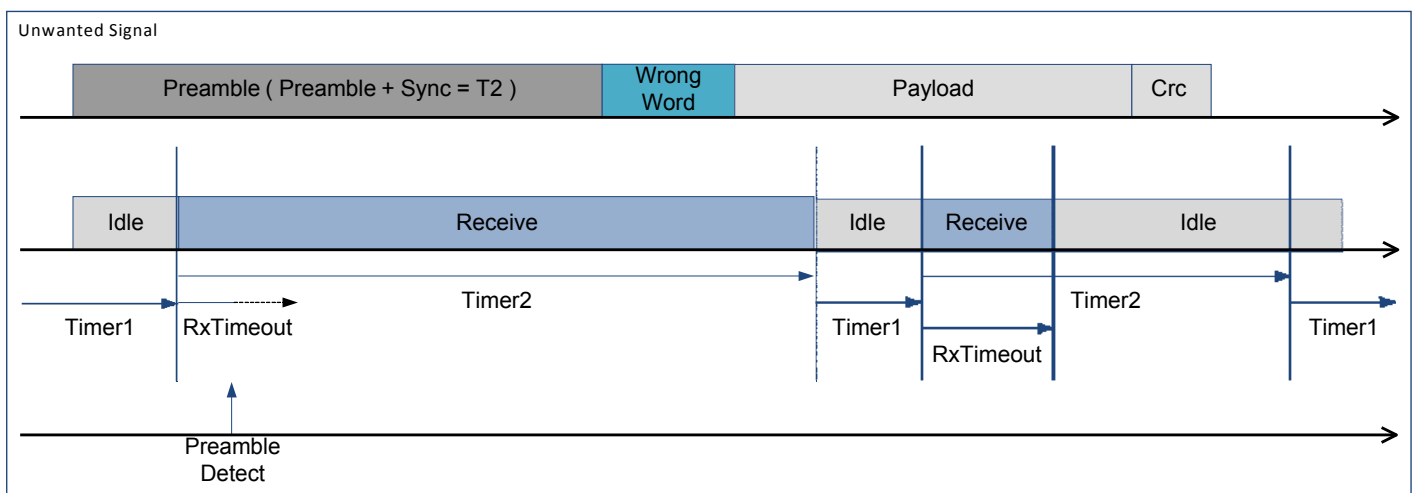 Unwanted Signal
Preamble ( Preamble + Sync = T2 )
Wrong
Word
Payload
Crc
Idle
Receive
Idle
Receive
Idle
Timer1
RxTimeout
Timer2
Timer1
RxTimeout
Timer2
Timer1
Preamble
Detect